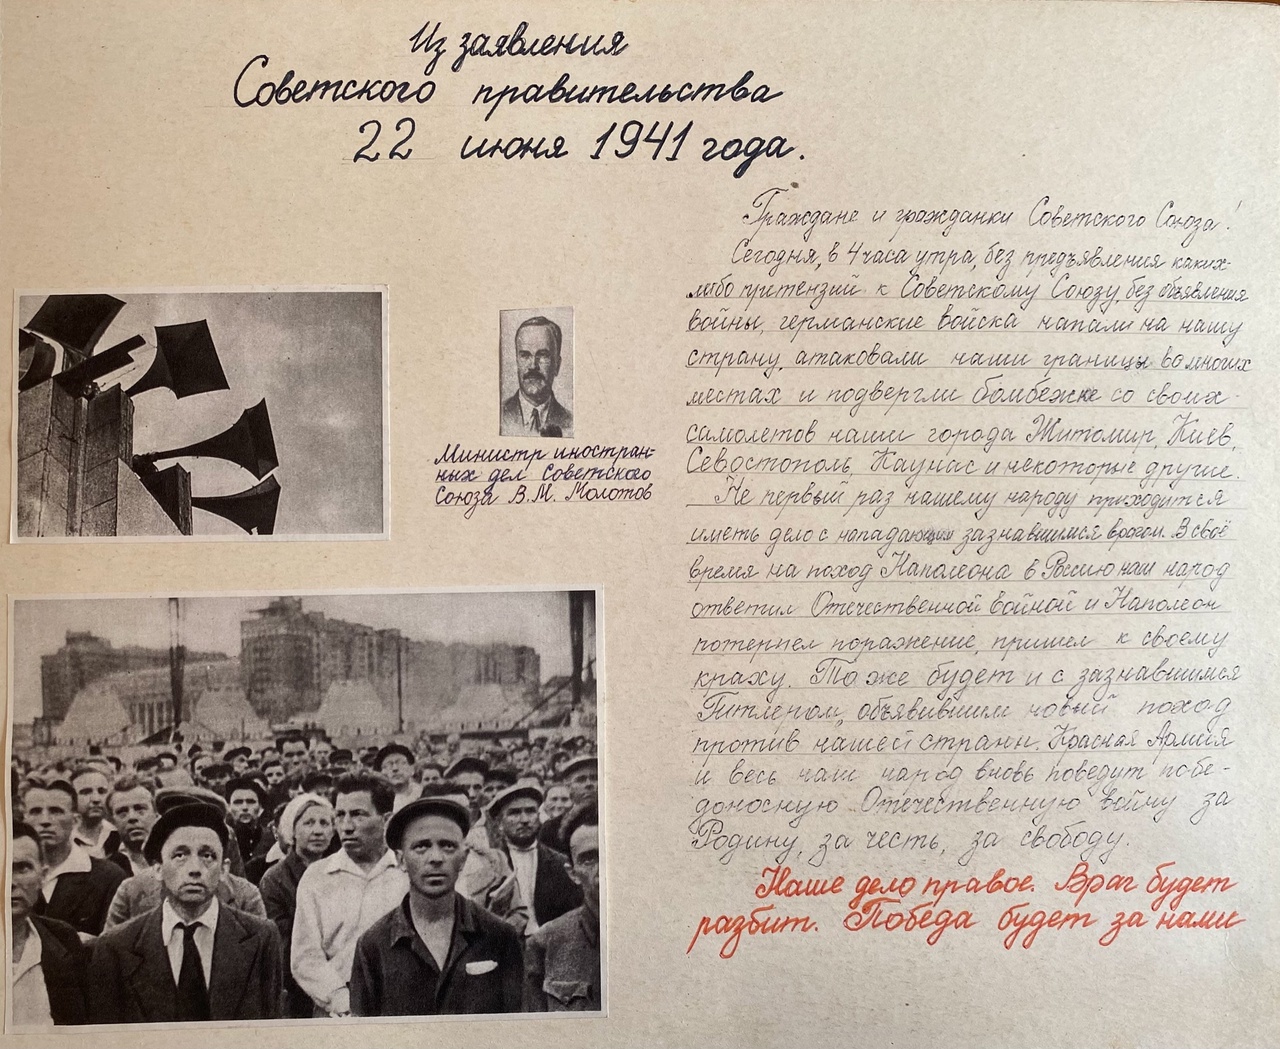 Из заявления
Советского правительства
22 июня 1941 года.
Министр иностран-
ных дел Советского
Союза В.М. Молотов
Граждане и гражданки Советского Союза!
Сегодня, в 4 часа утра, без предъявления каких-
либо притензий к Советскому Союзу, без объявления
войны, германские войска напали на нашу
страну, атаковали наши границы во многих
местах и подвергли бомбежке со своих
самолетов наши города Житомир, Киев,
Севостополь, Каунас и некоторые другие.
Не первый раз нашему народу приходится
иметь дело с нападающим зазнавшимся врагом. В своё
время на поход Наполеона в Россию наш народ
ответил Отечественной войной и Наполеон
потерпел поражение, пришел к своему
краху. То же будет и с зазнавшимся
Гитлером, объявившим новый поход
против нашей страны. Красная Армия
и весь наш народ вновь поведут побе-
доносную Отечественную войну за
Родину, за честь, за свободу.
Наше дело правое. Враг будет
разбит. Победа будет за нами